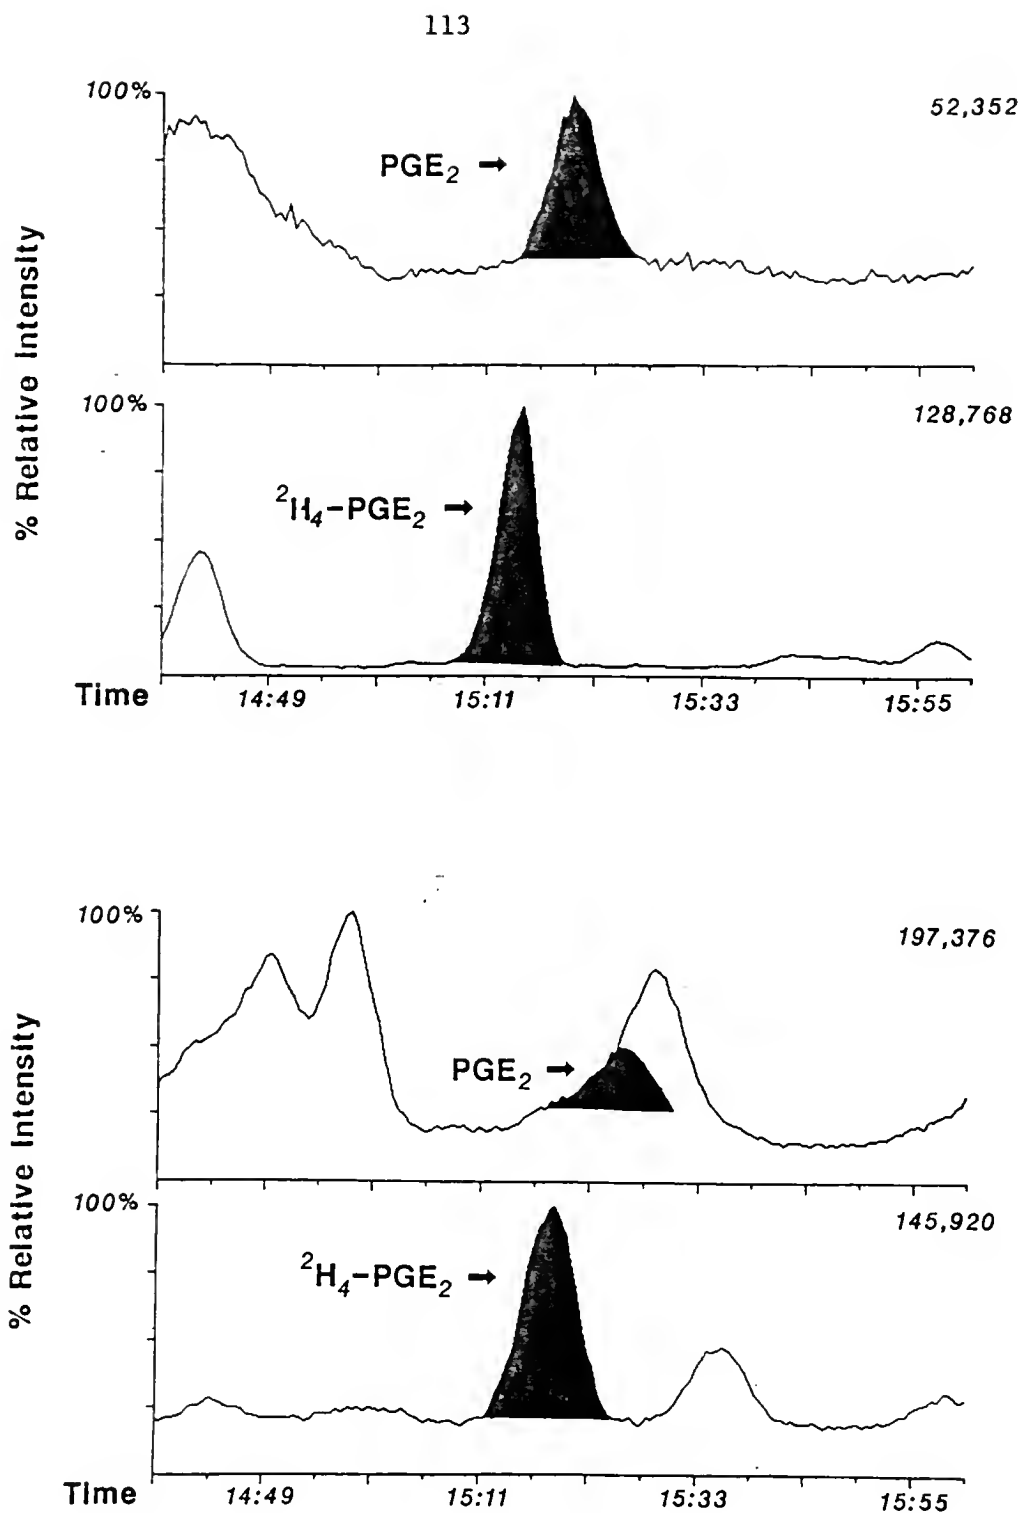 113
100%
52,352
PGE2 →
% Relative Intensity
100%
128,768
²H4-PGE2 →
Time
14:49 15:11 15:33 15:55
100%
197,376
PGE2 →
% Relative Intensity
100%
145,920
²H4-PGE2 →
Time
14:49 15:11 15:33 15:55